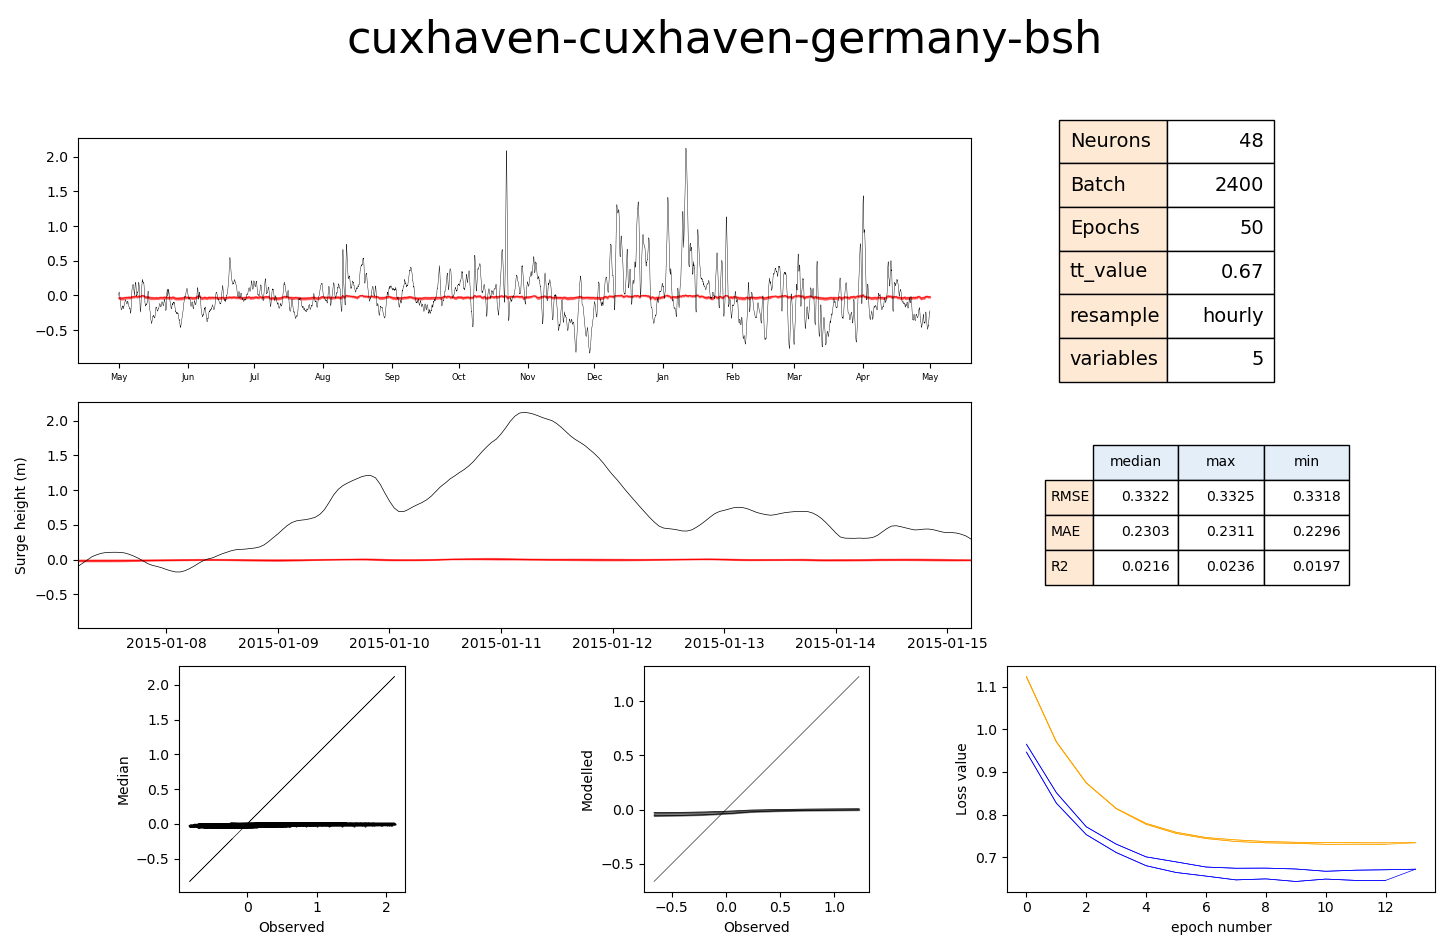 cuxhaven-cuxhaven-germany-bsh
2.0
1.5
1.0
0.5
0.0
−0.5
May Jun Jul Aug Sep Oct Nov Dec Jan Feb Mar Apr May
Neurons 48
Batch 2400
Epochs 50
tt_value 0.67
resample hourly
variables 5
Surge height (m)
2.0
1.5
1.0
0.5
0.0
−0.5
2015-01-08 2015-01-09 2015-01-10 2015-01-11 2015-01-12 2015-01-13 2015-01-14 2015-01-15
median max min
RMSE 0.3322 0.3325 0.3318
MAE 0.2303 0.2311 0.2296
R2 0.0216 0.0236 0.0197
Median
2.0
1.5
1.0
0.5
0.0
−0.5
0 1 2
Observed
Modelled
1.0
0.5
0.0
−0.5
−0.5 0.0 0.5 1.0
Observed
Loss value
1.1
1.0
0.9
0.8
0.7
0 2 4 6 8 10 12
epoch number